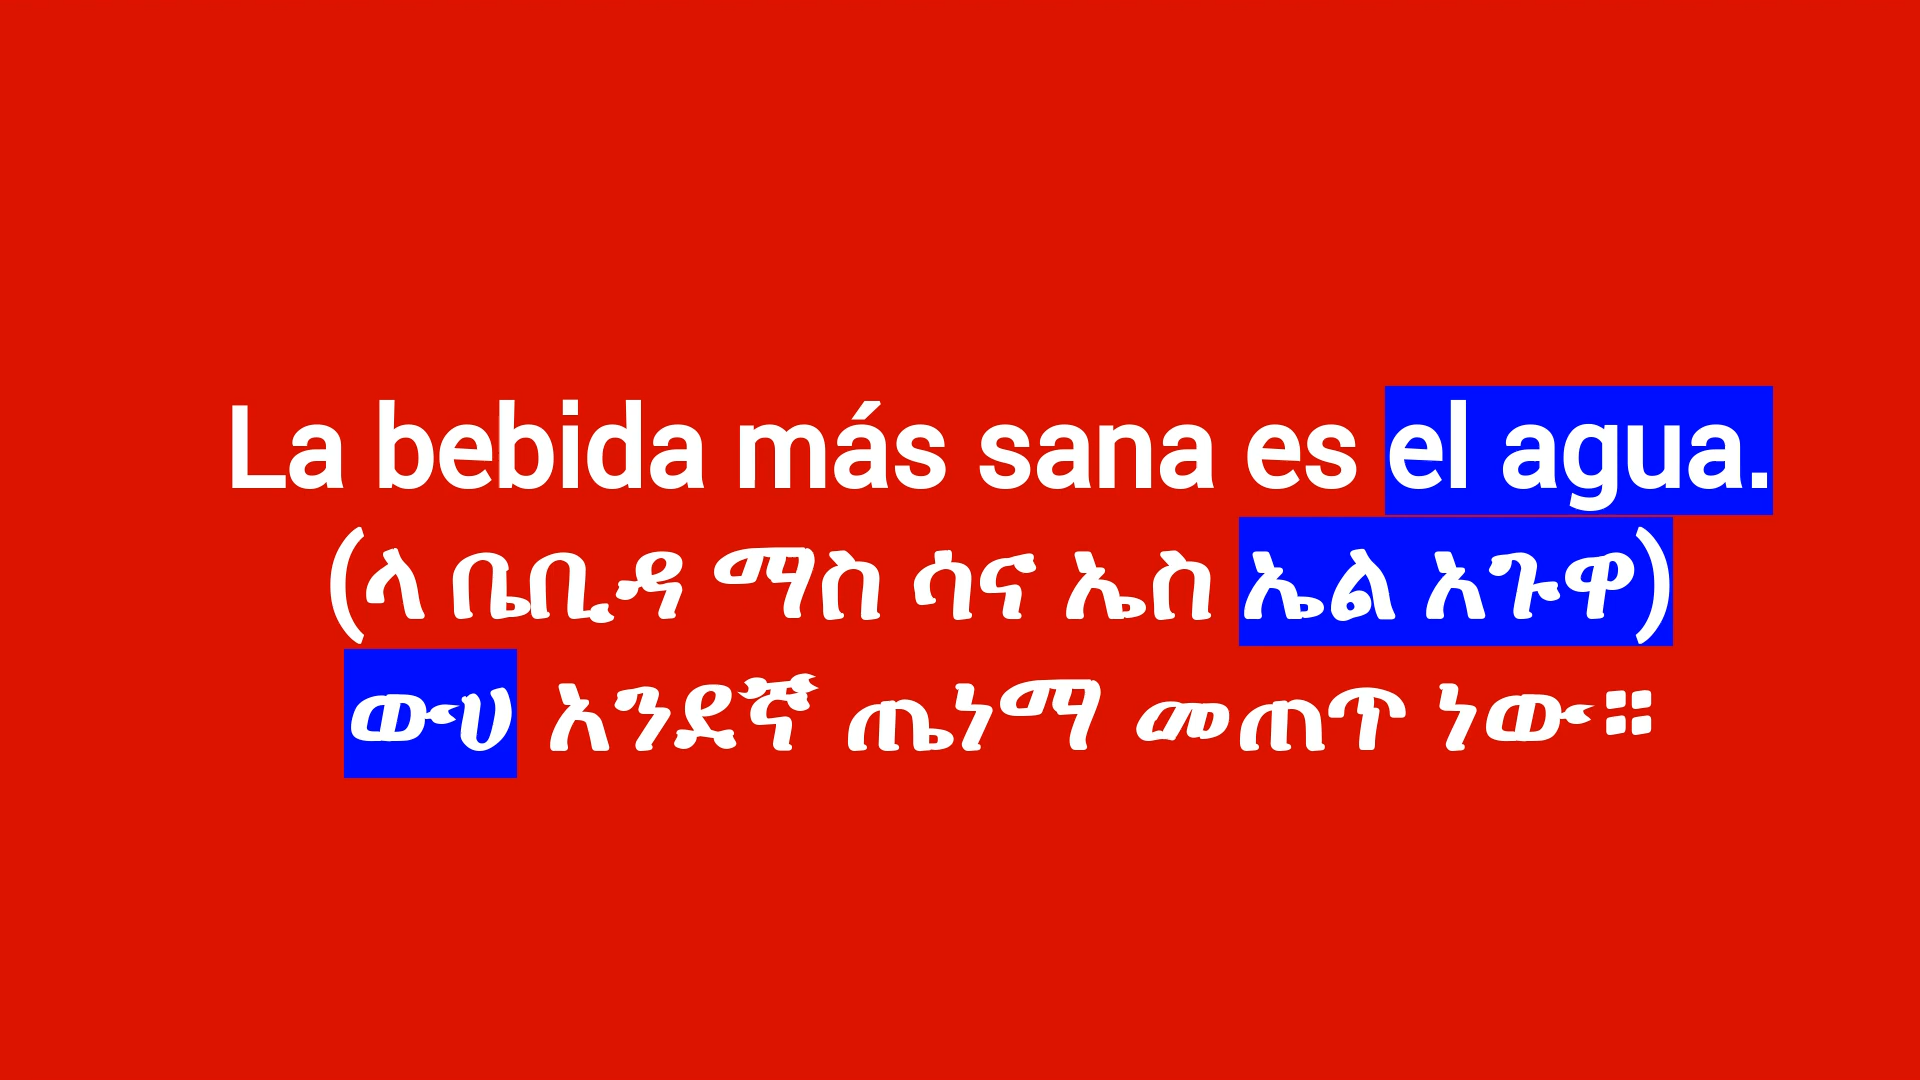 La bebida más sana es el agua.
(ላ ቤቢዳ ማስ ሳና ኤስ ኤል አጉዋ)
ውሀ አንደኛ ጤነማ መጠጥ ነው።